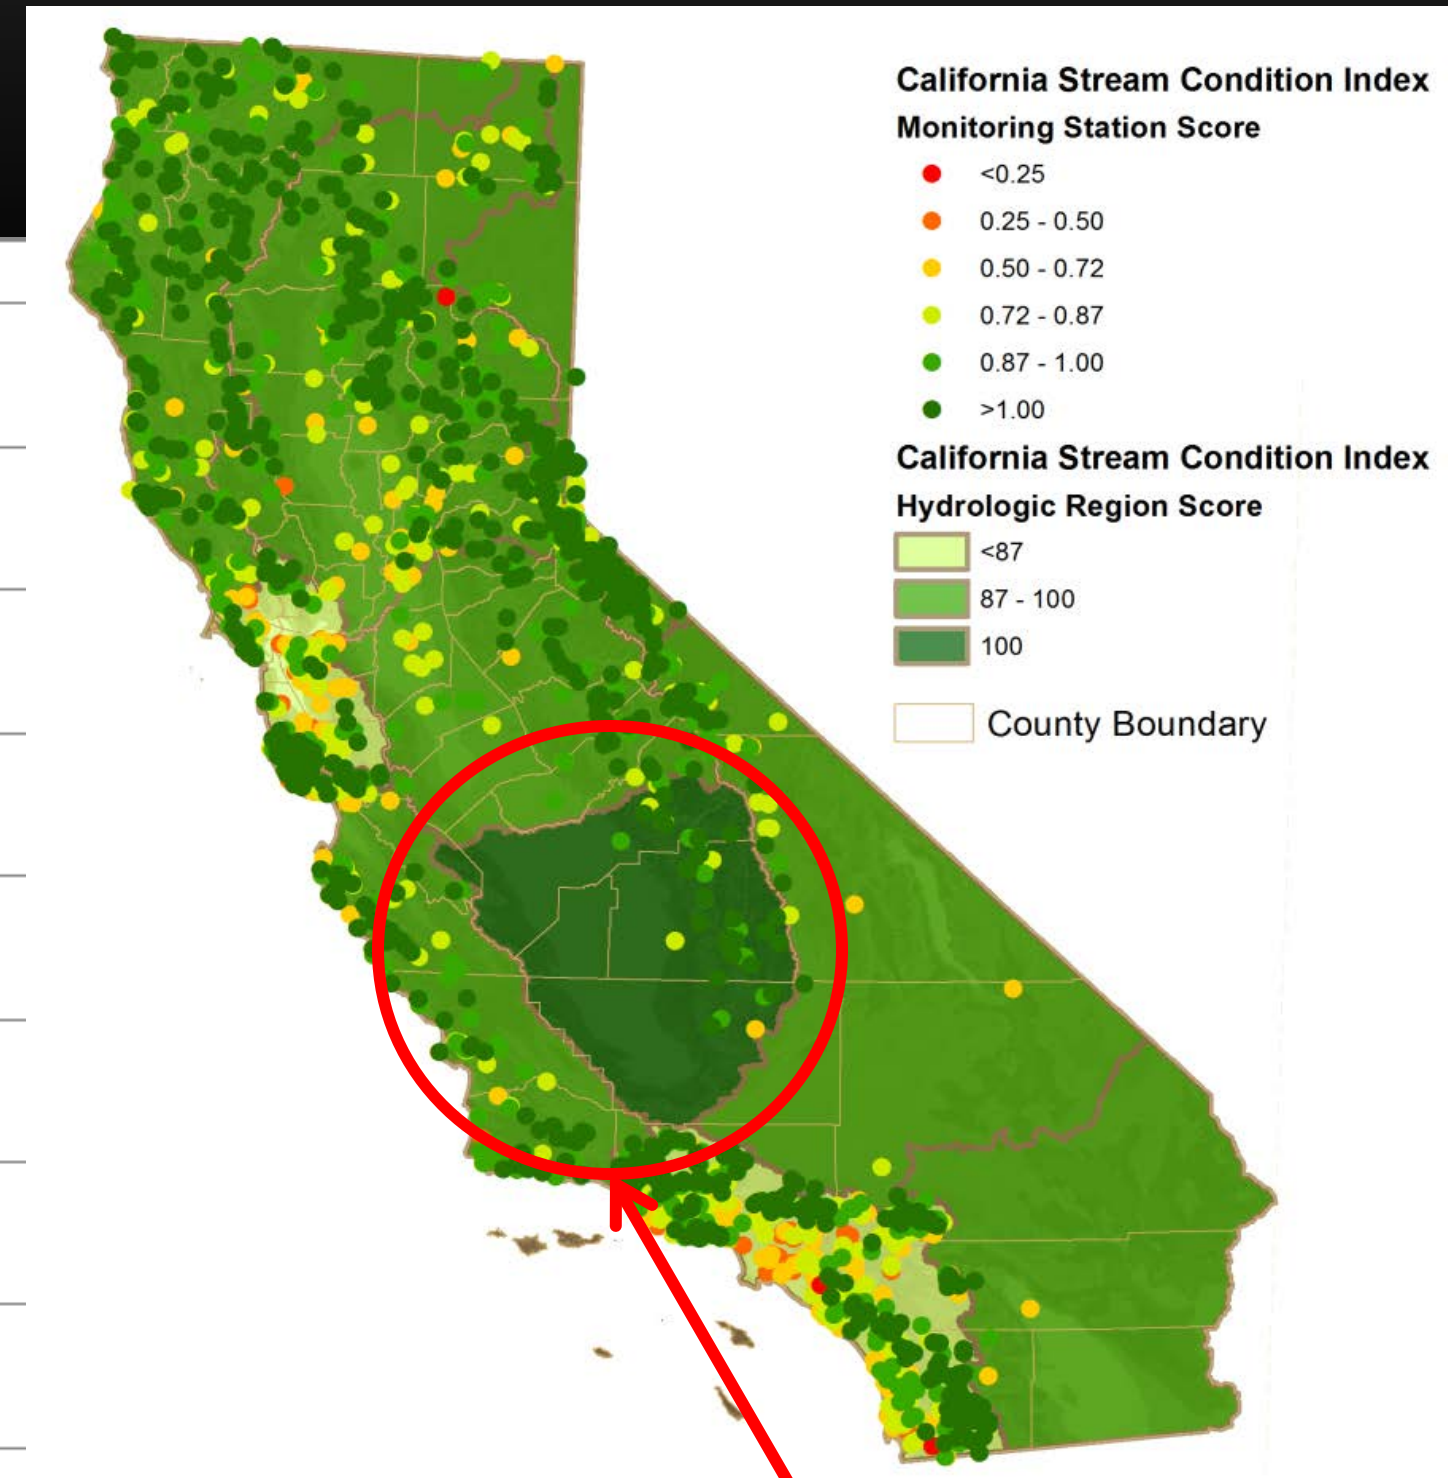 California Stream Condition Index
Monitoring Station Score
<0.25
0.25 - 0.50
0.50 - 0.72
0.72 - 0.87
0.87 - 1.00
>1.00
California Stream Condition Index
Hydrologic Region Score
<87
87 - 100
100
County Boundary